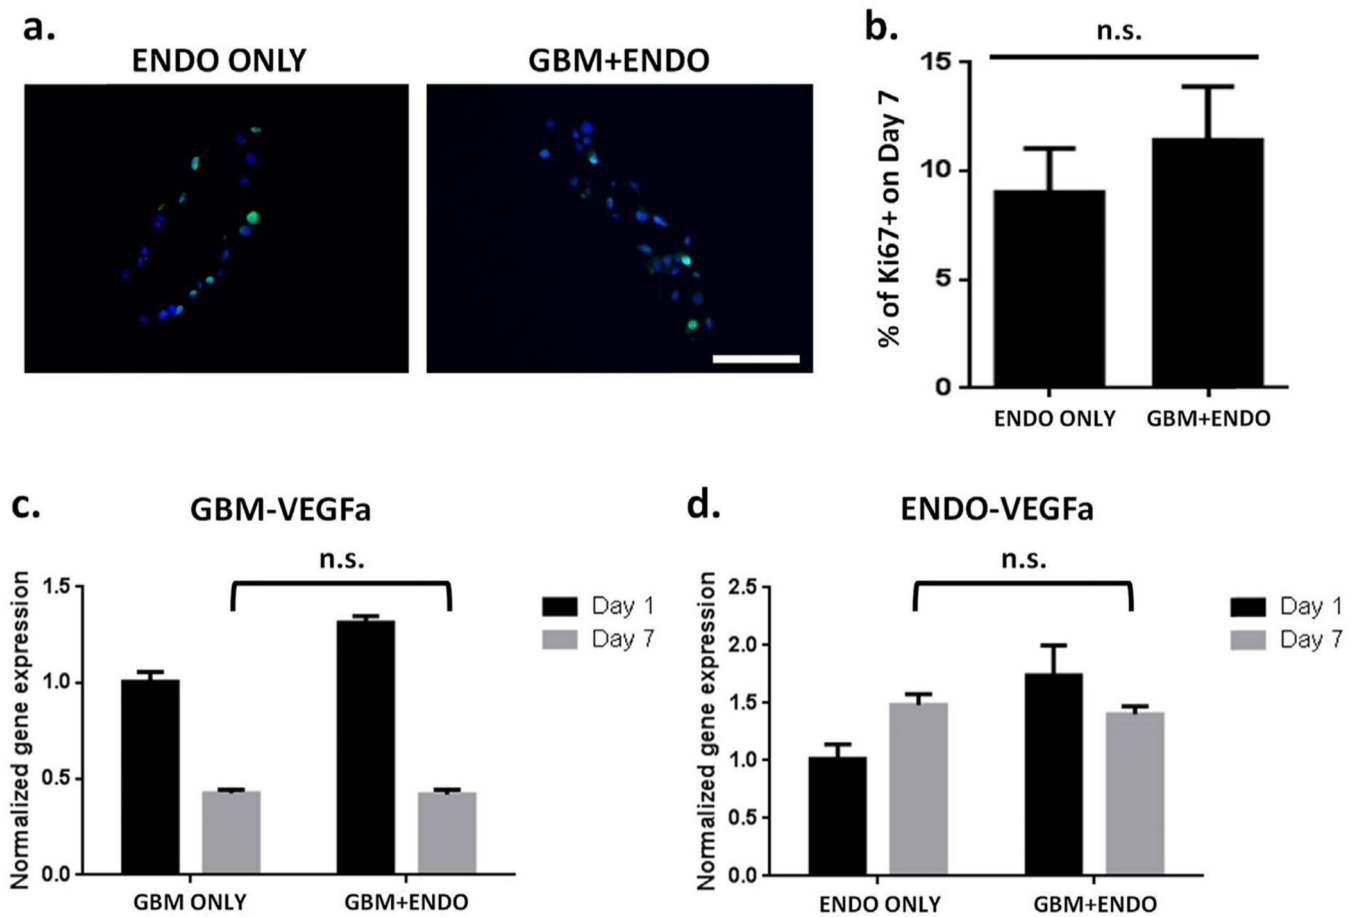 a.
ENDO ONLY
GBM+ENDO
b.
n.s.
% of Ki67+ on Day 7
15
10
5
0
ENDO ONLY
GBM+ENDO
c.
GBM-VEGFa
n.s.
Normalized gene expression
1.5
1.0
0.5
0.0
GBM ONLY
GBM+ENDO
Day 1
Day 7
d.
ENDO-VEGFa
n.s.
Normalized gene expression
2.5
2.0
1.5
1.0
0.5
0.0
ENDO ONLY
GBM+ENDO
Day 1
Day 7